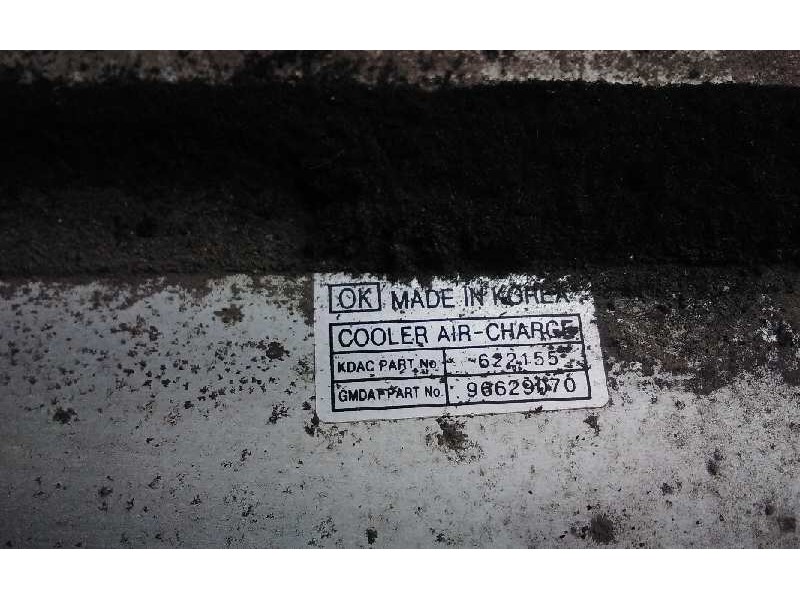 OK MADE IN KOREA
COOLER AIR-CHARGE
KDAC PART No. 622155
GMDAT PART No. 96629070